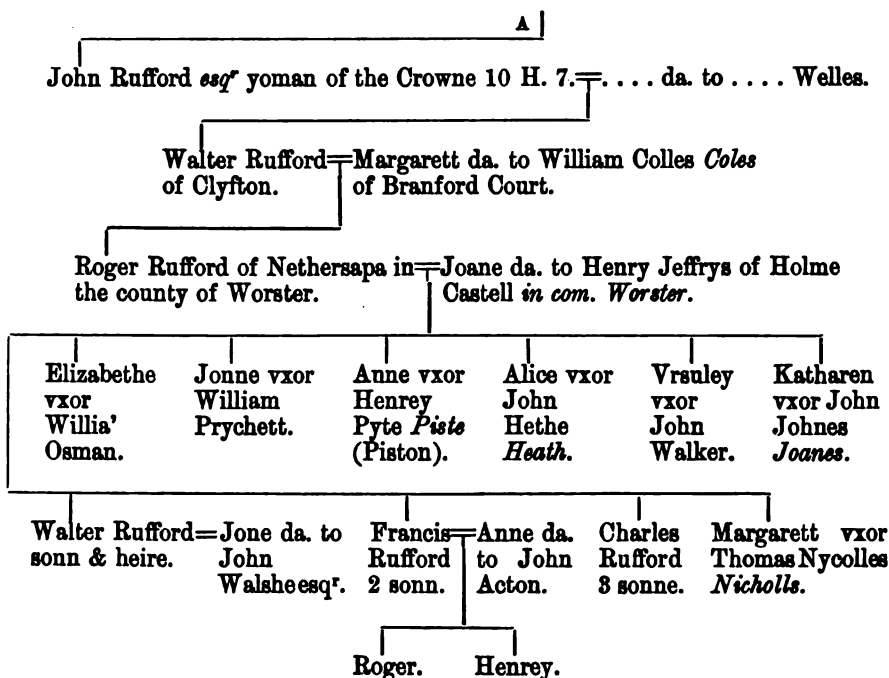 A
John Rufford esqr yoman of the Crowne 10 H. 7.=. . . . da. to . . . . Welles.
Walter Rufford=Margarett da. to William Colles Coles
of Clyfton. of Branford Court.
Roger Rufford of Nethersapa in=Joane da. to Henry Jeffrys of Holme
the county of Worster. Castell in com. Worster.
Elizabethe Jonne vxor Anne vxor Alice vxor Vrsuley Katharen
vxor William Henrey John vxor vxor John
Willia' Prychett. Pyte Piste Hethe John Johnes
Osman. (Piston). Heath. Walker. Joanes.
Walter Rufford=Jone da. to Francis=Anne da. Charles Margarett vxor
sonn & heire. John Rufford to John Rufford Thomas Nycolles
Walshe esqr. 2 sonn. Acton. 3 sonne. Nicholls.
Roger. Henrey.